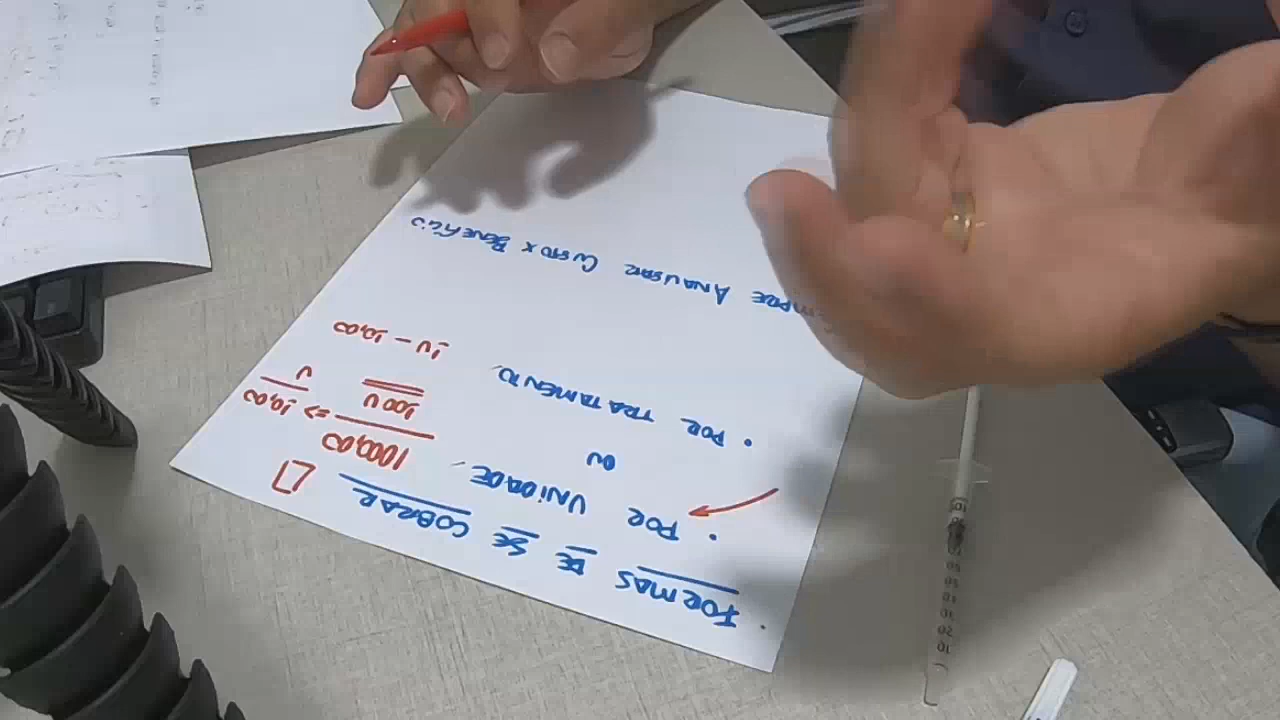 FORMAS DE SE COBRAR
• POR UNIDADE
1000,00
100 U
=> 10,00
U
OU
• POR TRATAMENTO
1U - 10,00
ANALISAR CUSTO X BENEFÍCIO